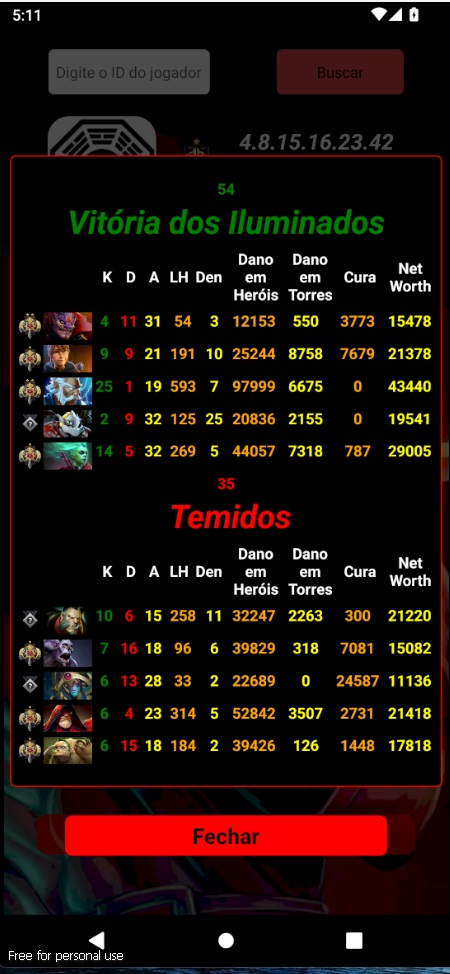 5:11
Digite o ID do jogador Buscar
4.8.15.16.23.42
54
Vitória dos Iluminados
K D A LH Den Dano em Heróis Dano em Torres Cura Net Worth
4 11 31 54 3 12153 550 3773 15478
9 9 21 191 10 25244 8758 7679 21378
25 1 19 593 7 97999 6675 0 43440
2 9 32 125 25 20836 2155 0 19541
14 5 32 269 5 44057 7318 787 29005
35
Temidos
K D A LH Den Dano em Heróis Dano em Torres Cura Net Worth
10 6 15 258 11 32247 2263 300 21220
7 16 18 96 6 39829 318 7081 15082
6 13 28 33 2 22689 0 24587 11136
6 4 23 314 5 52842 3507 2731 21418
6 15 18 184 2 39426 126 1448 17818
Fechar
Free for personal use